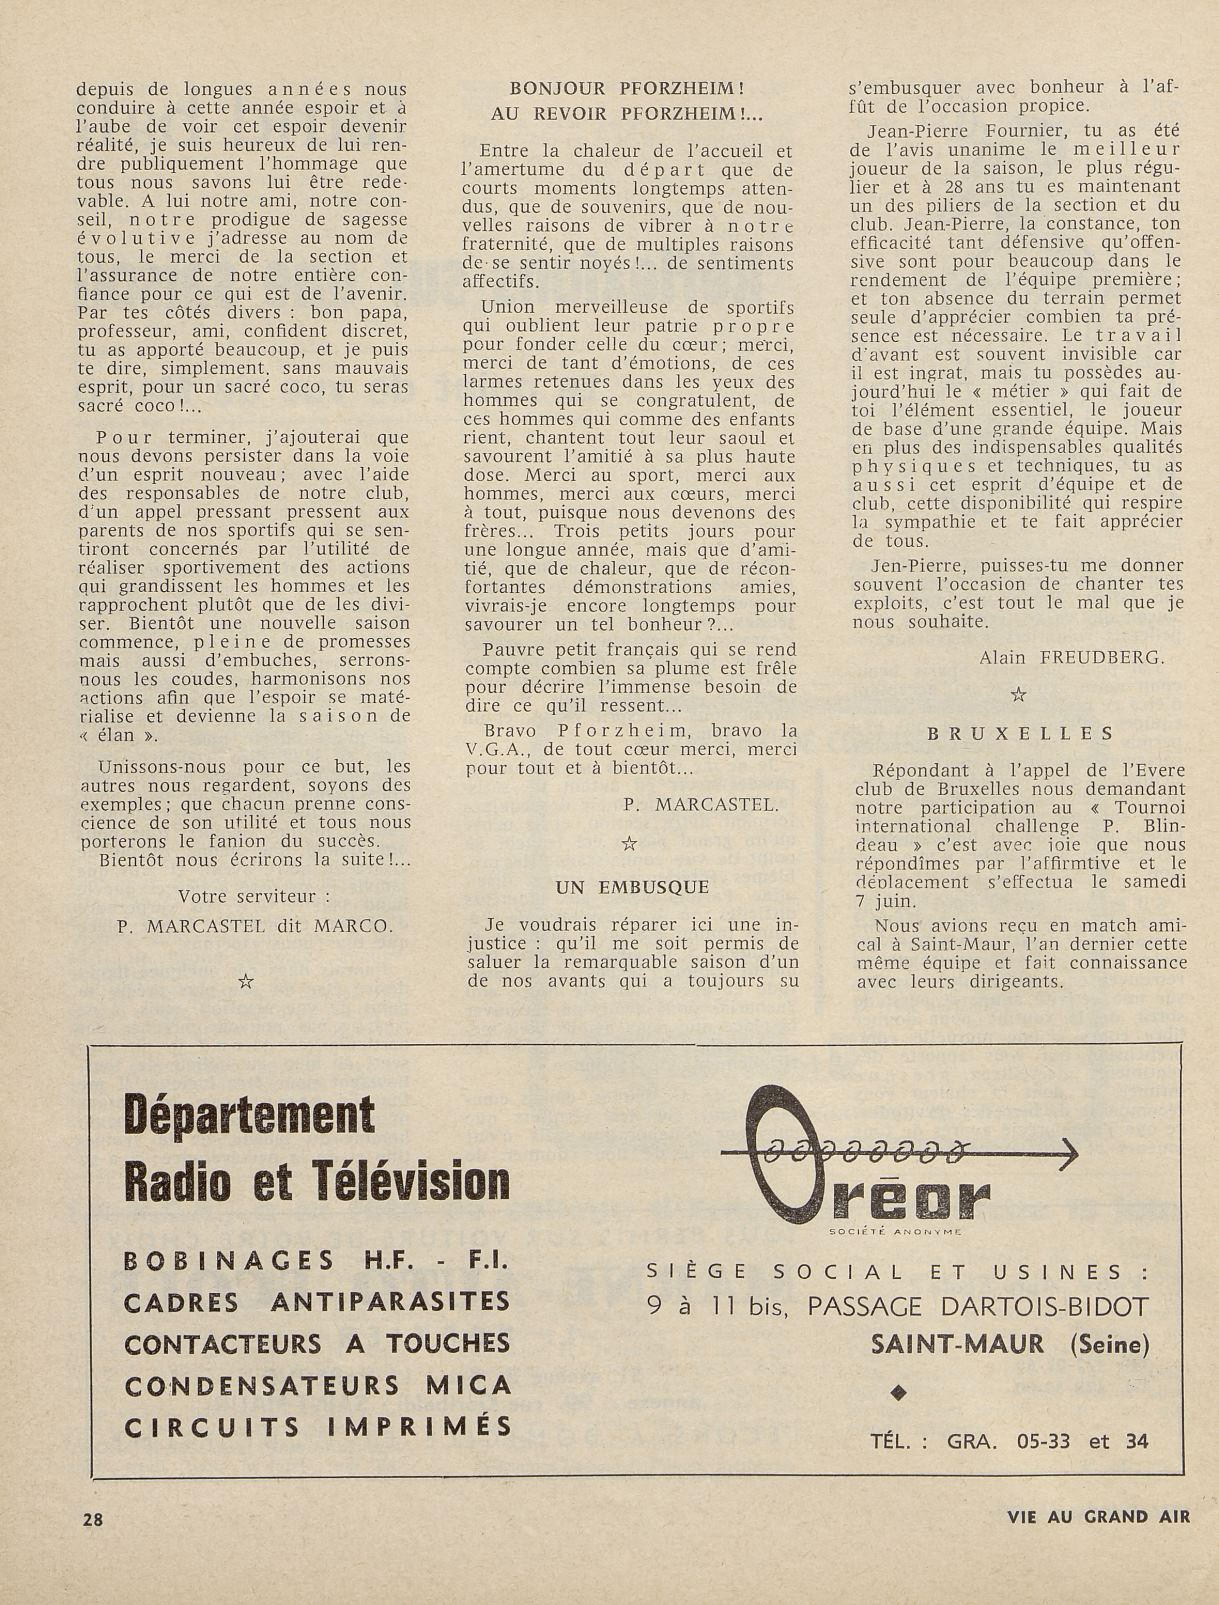 depuis de longues années nous
conduire à cette année espoir et à
l'aube de voir cet espoir devenir
réalité, je suis heureux de lui ren-
dre publiquement l'hommage que
tous nous savons lui être rede-
vable. A lui notre ami, notre con-
seil, notre prodigue de sagesse
évolutive j'adresse au nom de
tous, le merci de la section et
l'assurance de notre entière con-
fiance pour ce qui est de l'avenir.
Par tes côtés divers : bon papa,
professeur, ami, confident discret,
tu as apporté beaucoup, et je puis
te dire, simplement. sans mauvais
esprit, pour un sacré coco, tu seras
sacré coco !...
Pour terminer, j'ajouterai que
nous devons persister dans la voie
d'un esprit nouveau ; avec l'aide
des responsables de notre club,
d'un appel pressant pressent aux
parents de nos sportifs qui se sen-
tiront concernés par l'utilité de
réaliser sportivement des actions
qui grandissent les hommes et les
rapprochent plutôt que de les divi-
ser. Bientôt une nouvelle saison
commence, pleine de promesses
mais aussi d'embuches, serrons-
nous les coudes, harmonisons nos
actions afin que l'espoir se maté-
rialise et devienne la saison de
« élan ».
Unissons-nous pour ce but, les
autres nous regardent, soyons des
exemples ; que chacun prenne cons-
cience de son utilité et tous nous
porterons le fanion du succès.
Bientôt nous écrirons la suite !...
Votre serviteur :
P. MARCASTEL dit MARCO.
☆
BONJOUR PFORZHEIM !
AU REVOIR PFORZHEIM !...
Entre la chaleur de l'accueil et
l'amertume du départ que de
courts moments longtemps atten-
dus, que de souvenirs, que de nou-
velles raisons de vibrer à notre
fraternité, que de multiples raisons
de se sentir noyés !... de sentiments
affectifs.
Union merveilleuse de sportifs
qui oublient leur patrie propre
pour fonder celle du cœur ; merci,
merci de tant d'émotions, de ces
larmes retenues dans les yeux des
hommes qui se congratulent, de
ces hommes qui comme des enfants
rient, chantent tout leur saoul et
savourent l'amitié à sa plus haute
dose. Merci au sport, merci aux
hommes, merci aux cœurs, merci
à tout, puisque nous devenons des
frères... Trois petits jours pour
une longue année, mais que d'ami-
tié, que de chaleur, que de récon-
fortantes démonstrations amies,
vivrais-je encore longtemps pour
savourer un tel bonheur ?...
Pauvre petit français qui se rend
compte combien sa plume est frêle
pour décrire l'immense besoin de
dire ce qu'il ressent...
Bravo Pforzheim, bravo la
V.G.A., de tout cœur merci, merci
pour tout et à bientôt...
P. MARCASTEL.
☆
UN EMBUSQUE
Je voudrais réparer ici une in-
justice : qu'il me soit permis de
saluer la remarquable saison d'un
de nos avants qui a toujours su
s'embusquer avec bonheur à l'af-
fût de l'occasion propice.
Jean-Pierre Fournier, tu as été
de l'avis unanime le meilleur
joueur de la saison, le plus régu-
lier et à 28 ans tu es maintenant
un des piliers de la section et du
club. Jean-Pierre, la constance, ton
efficacité tant défensive qu'offen-
sive sont pour beaucoup dans le
rendement de l'équipe première ;
et ton absence du terrain permet
seule d'apprécier combien ta pré-
sence est nécessaire. Le travail
d'avant est souvent invisible car
il est ingrat, mais tu possèdes au-
jourd'hui le « métier » qui fait de
toi l'élément essentiel, le joueur
de base d'une grande équipe. Mais
en plus des indispensables qualités
physiques et techniques, tu as
aussi cet esprit d'équipe et de
club, cette disponibilité qui respire
la sympathie et te fait apprécier
de tous.
Jen-Pierre, puisses-tu me donner
souvent l'occasion de chanter tes
exploits, c'est tout le mal que je
nous souhaite.
Alain FREUDBERG.
☆
BRUXELLES
Répondant à l'appel de l'Evere
club de Bruxelles nous demandant
notre participation au « Tournoi
international challenge P. Blin-
deau » c'est avec joie que nous
répondîmes par l'affirmtive et le
déplacement s'effectua le samedi
7 juin.
Nous avions reçu en match ami-
cal à Saint-Maur, l'an dernier cette
même équipe et fait connaissance
avec leurs dirigeants.
Département
Radio et Télévision
BOBINAGES H.F. - F.I.
CADRES ANTIPARASITES
CONTACTEURS A TOUCHES
CONDENSATEURS MICA
CIRCUITS IMPRIMÉS
Oréor
SOCIÉTÉ ANONYME
SIÈGE SOCIAL ET USINES :
9 à 11 bis, PASSAGE DARTOIS-BIDOT
SAINT-MAUR (Seine)
TÉL. : GRA. 05-33 et 34
28
VIE AU GRAND AIR